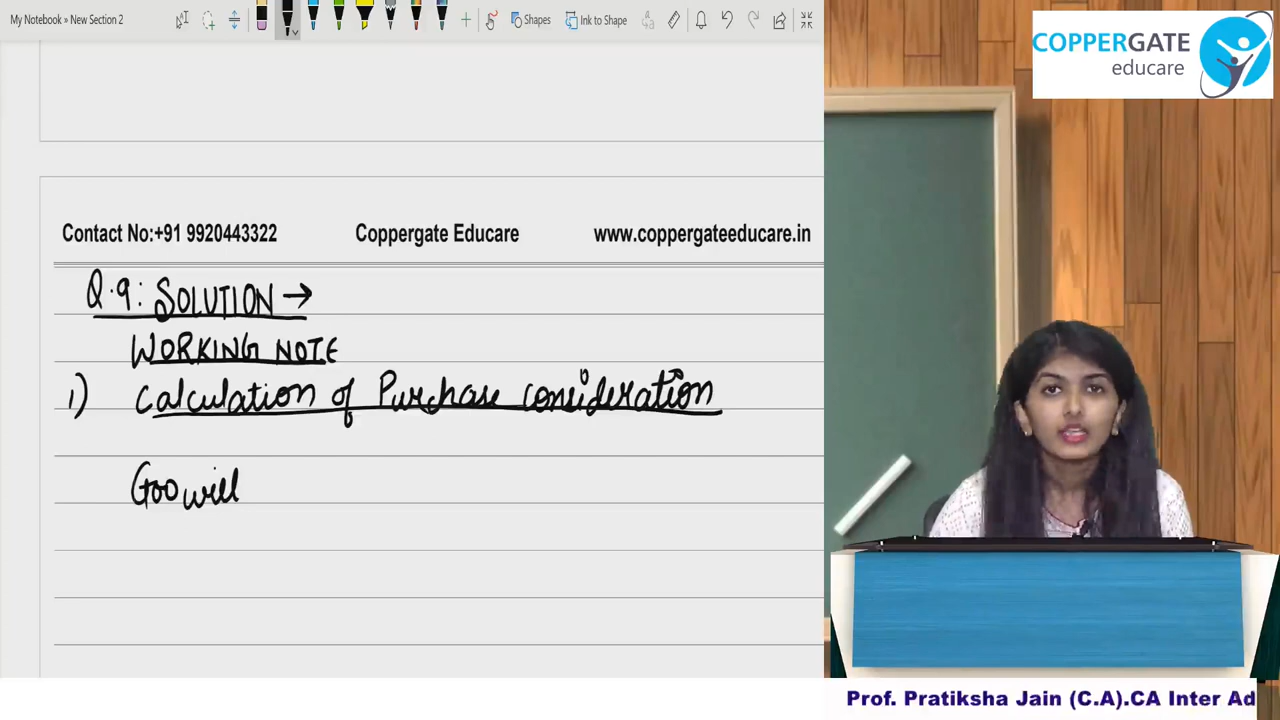 My Notebook » New Section 2
Shapes
Ink to Shape
COPPERGATE
educare
Contact No:+91 9920443322 Coppergate Educare www.coppergateeducare.in
Q.9: SOLUTION →
WORKING NOTE
1) Calculation of Purchase consideration
Goowill
Prof. Pratiksha Jain (C.A).CA Inter Ad